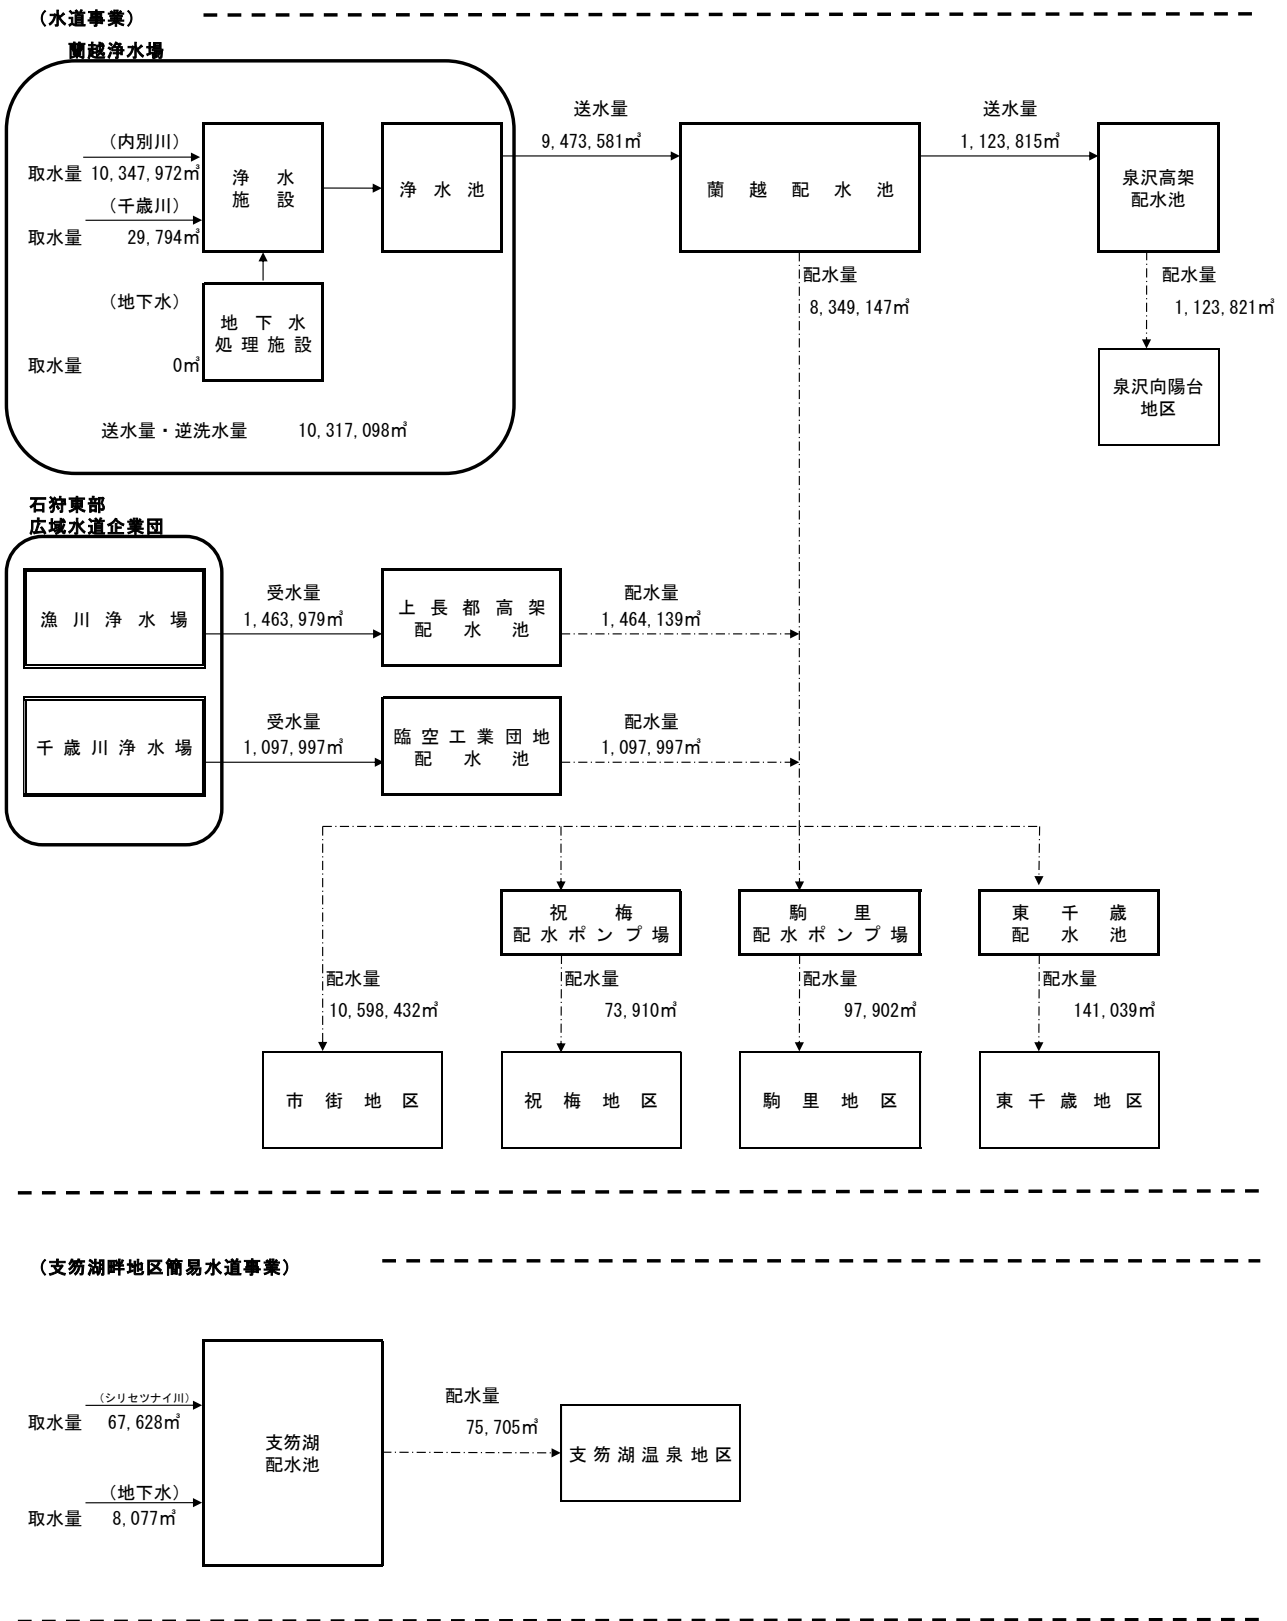 （水道事業）
蘭越浄水場
（内別川）
取水量 10,347,972㎥
（千歳川）
取水量 29,794㎥
浄水
施設
浄水池
（地下水）
取水量 0㎥
地下水
処理施設
送水量・逆洗水量 10,317,098㎥
送水量
9,473,581㎥
蘭越配水池
送水量
1,123,815㎥
泉沢高架
配水池
配水量
8,349,147㎥
配水量
1,123,821㎥
泉沢向陽台
地区
石狩東部
広域水道企業団
漁川浄水場
受水量
1,463,979㎥
上長都高架
配水池
配水量
1,464,139㎥
千歳川浄水場
受水量
1,097,997㎥
臨空工業団地
配水池
配水量
1,097,997㎥
祝梅
配水ポンプ場
駒里
配水ポンプ場
東千歳
配水池
配水量
10,598,432㎥
配水量
73,910㎥
配水量
97,902㎥
配水量
141,039㎥
市街地区
祝梅地区
駒里地区
東千歳地区
（支笏湖畔地区簡易水道事業）
（シリセツナイ川）
取水量 67,628㎥
（地下水）
取水量 8,077㎥
支笏湖
配水池
配水量
75,705㎥
支笏湖温泉地区